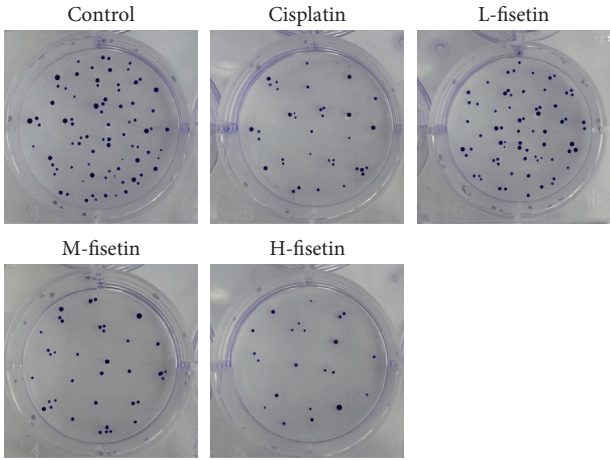 Control
Cisplatin
L-fisetin
M-fisetin
H-fisetin